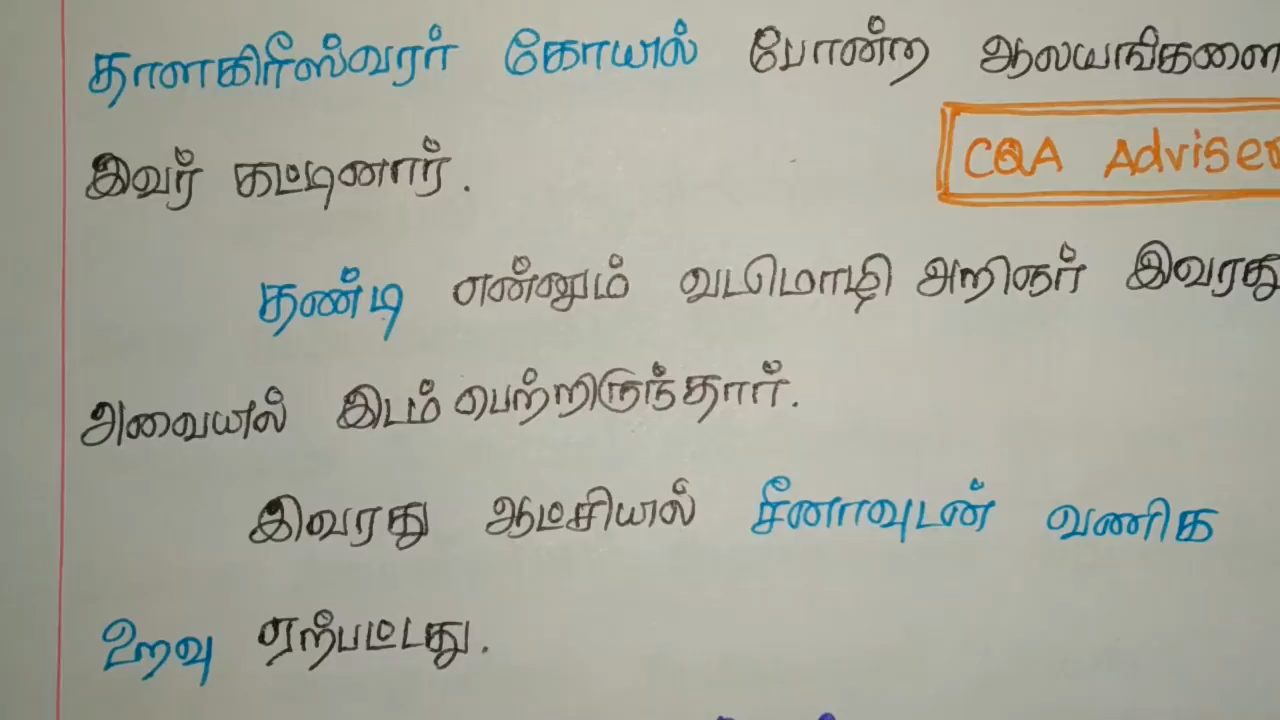 தாளகிரீஸ்வரர் கோயில் போன்ற ஆலயங்களை
இவர் கட்டினார்.
CQA Adviser
தண்டி என்னும் வடமொழி அறிஞர் இவரது
அவையில் இடம் பெற்றிருந்தார்.
இவரது ஆட்சியில் சீனாவுடன் வணிக
உறவு ஏற்பட்டது.